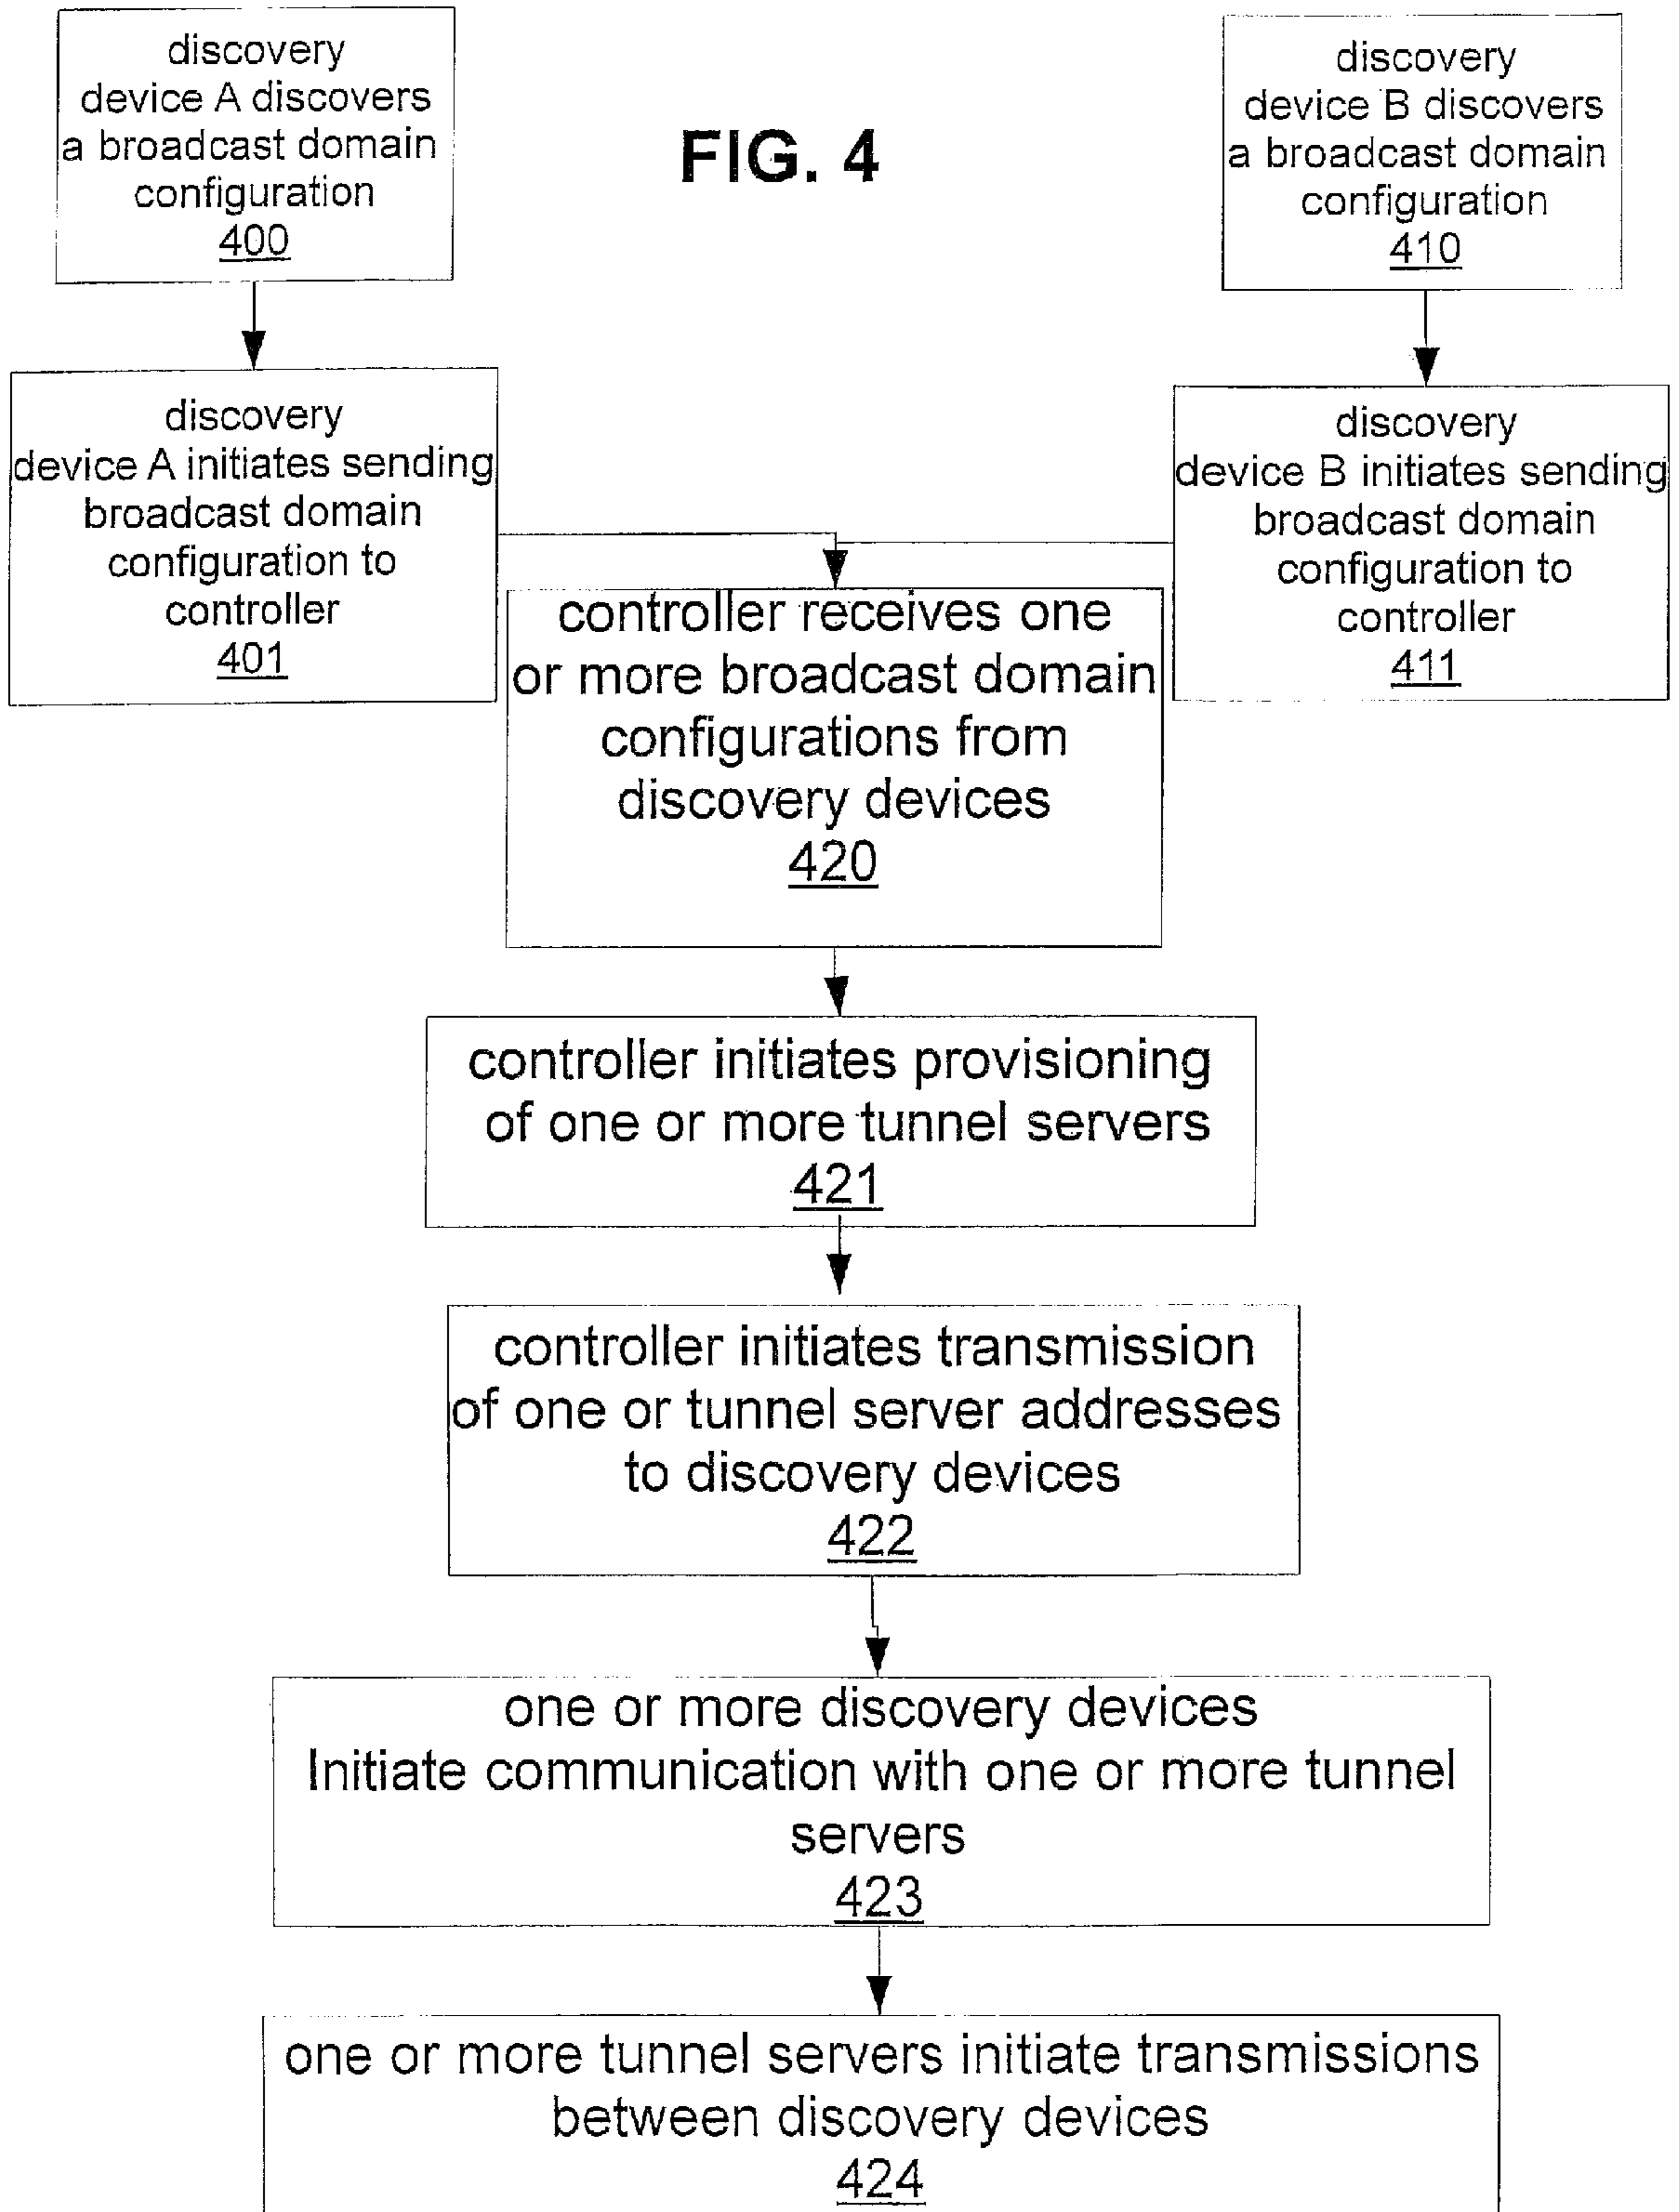 discovery
device A discovers
a broadcast domain
configuration
400
FIG. 4
discovery
device B discovers
a broadcast domain
configuration
410
discovery
device A initiates sending
broadcast domain
configuration to
controller
401
discovery
device B initiates sending
broadcast domain
configuration to
controller
411
controller receives one
or more broadcast domain
configurations from
discovery devices
420
controller initiates provisioning
of one or more tunnel servers
421
controller initiates transmission
of one or tunnel server addresses
to discovery devices
422
one or more discovery devices
Initiate communication with one or more tunnel
servers
423
one or more tunnel servers initiate transmissions
between discovery devices
424